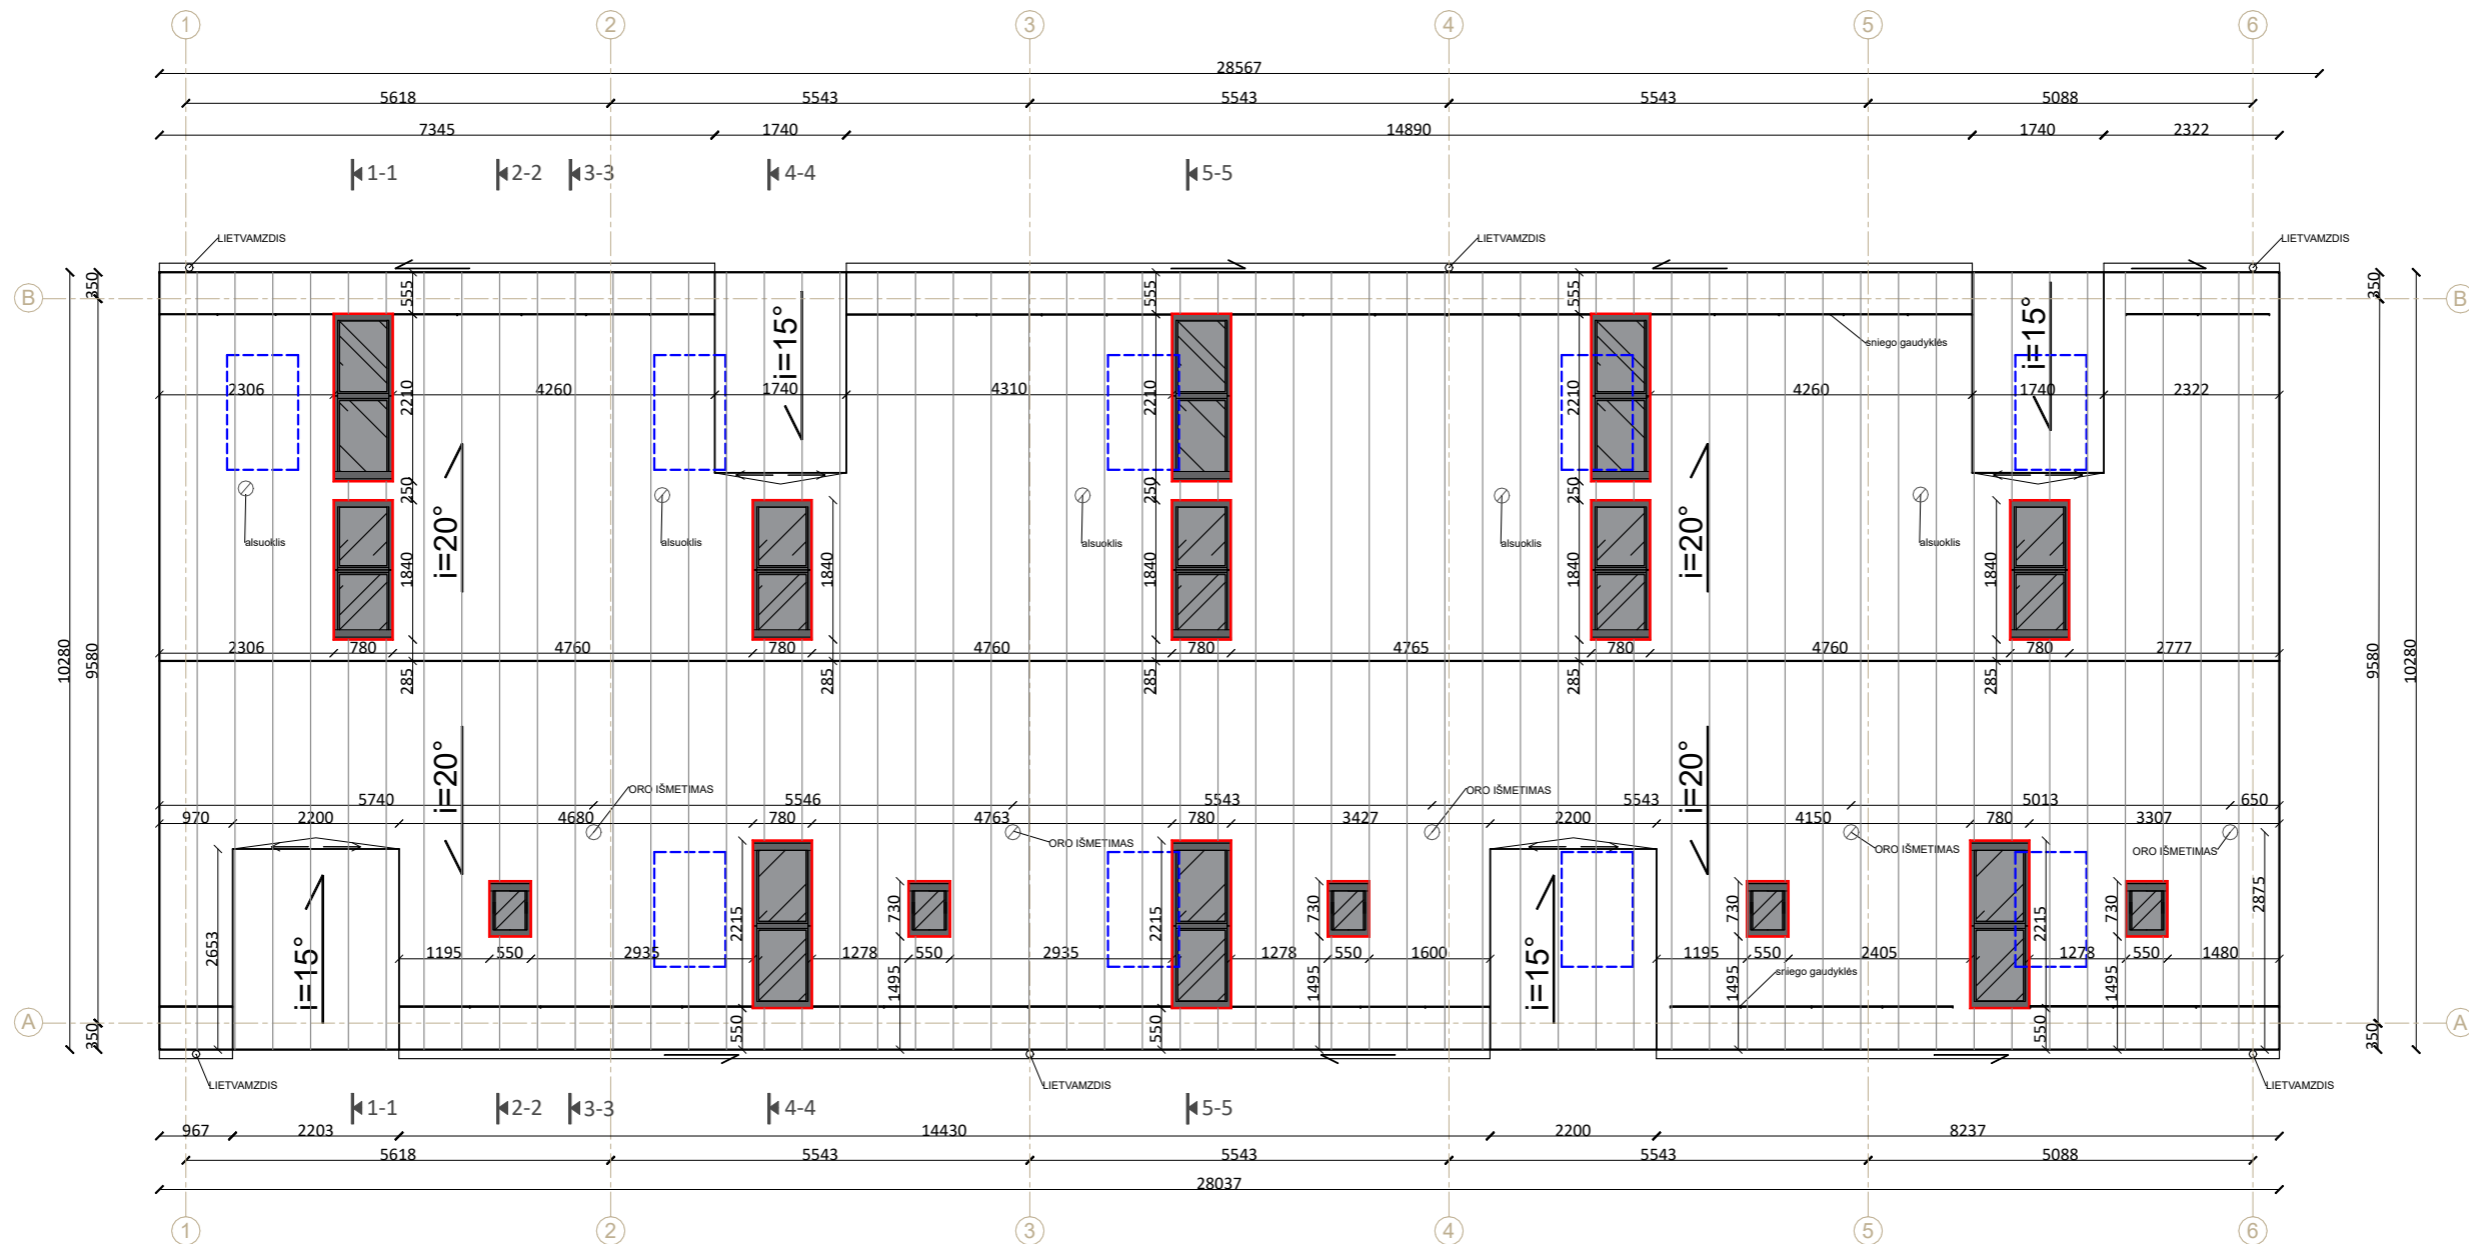 1 2 3 4 5 6
28567
5618 5543 5543 5543 5088
7345 1740 14890 1740 2322
1-1 2-2 3-3 4-4 5-5
LIETVAMZDIS LIETVAMZDIS LIETVAMZDIS
350 555 555 555 350
B B
i=15° i=15°
sniego gaudyklės
2306 2210 4260 1740 4310 2210 2210 4260 1740 2322
250 250 250
i=20° i=20°
alsuoklis alsuoklis alsuoklis alsuoklis alsuoklis
1840 1840 1840 1840 1840
2306 780 4760 780 4760 780 4765 780 4760 780 2777
10280 9580 285 285 285 285 285 9580 10280
i=20° i=20°
ORO IŠMETIMAS ORO IŠMETIMAS
5740 5546 5543 5543 5013 650
970 2200 4680 780 4763 780 3427 2200 4150 780 3307
ORO IŠMETIMAS ORO IŠMETIMAS ORO IŠMETIMAS
2653 2215 730 2215 730 730 2215 730 2875
1195 550 2935 1278 550 2935 1278 550 1600 1195 550 2405 1278 550 1480
i=15° i=15°
sniego gaudyklės
1495 1495 1495 1495
A A
350 550 550 550 350
LIETVAMZDIS LIETVAMZDIS LIETVAMZDIS
1-1 2-2 3-3 4-4 5-5
967 2203 14430 2200 8237
5618 5543 5543 5543 5088
28037
1 2 3 4 5 6